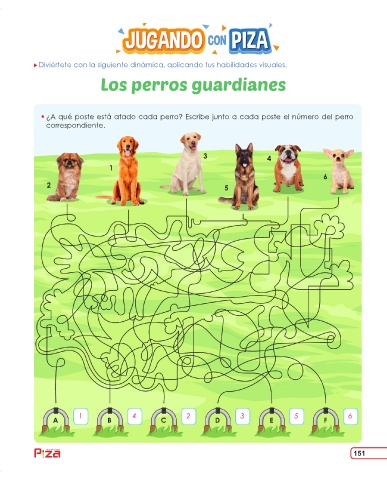 JUGANDO CON PIZA
Diviértete con la siguiente dinámica, aplicando tus habilidades visuales.
Los perros guardianes
• ¿A qué poste está atado cada perro? Escribe junto a cada poste el número del perro
correspondiente.
1
2
3
4
5
6
A 1 B 4 C 2 D 3 E 5 F 6
Piza
151